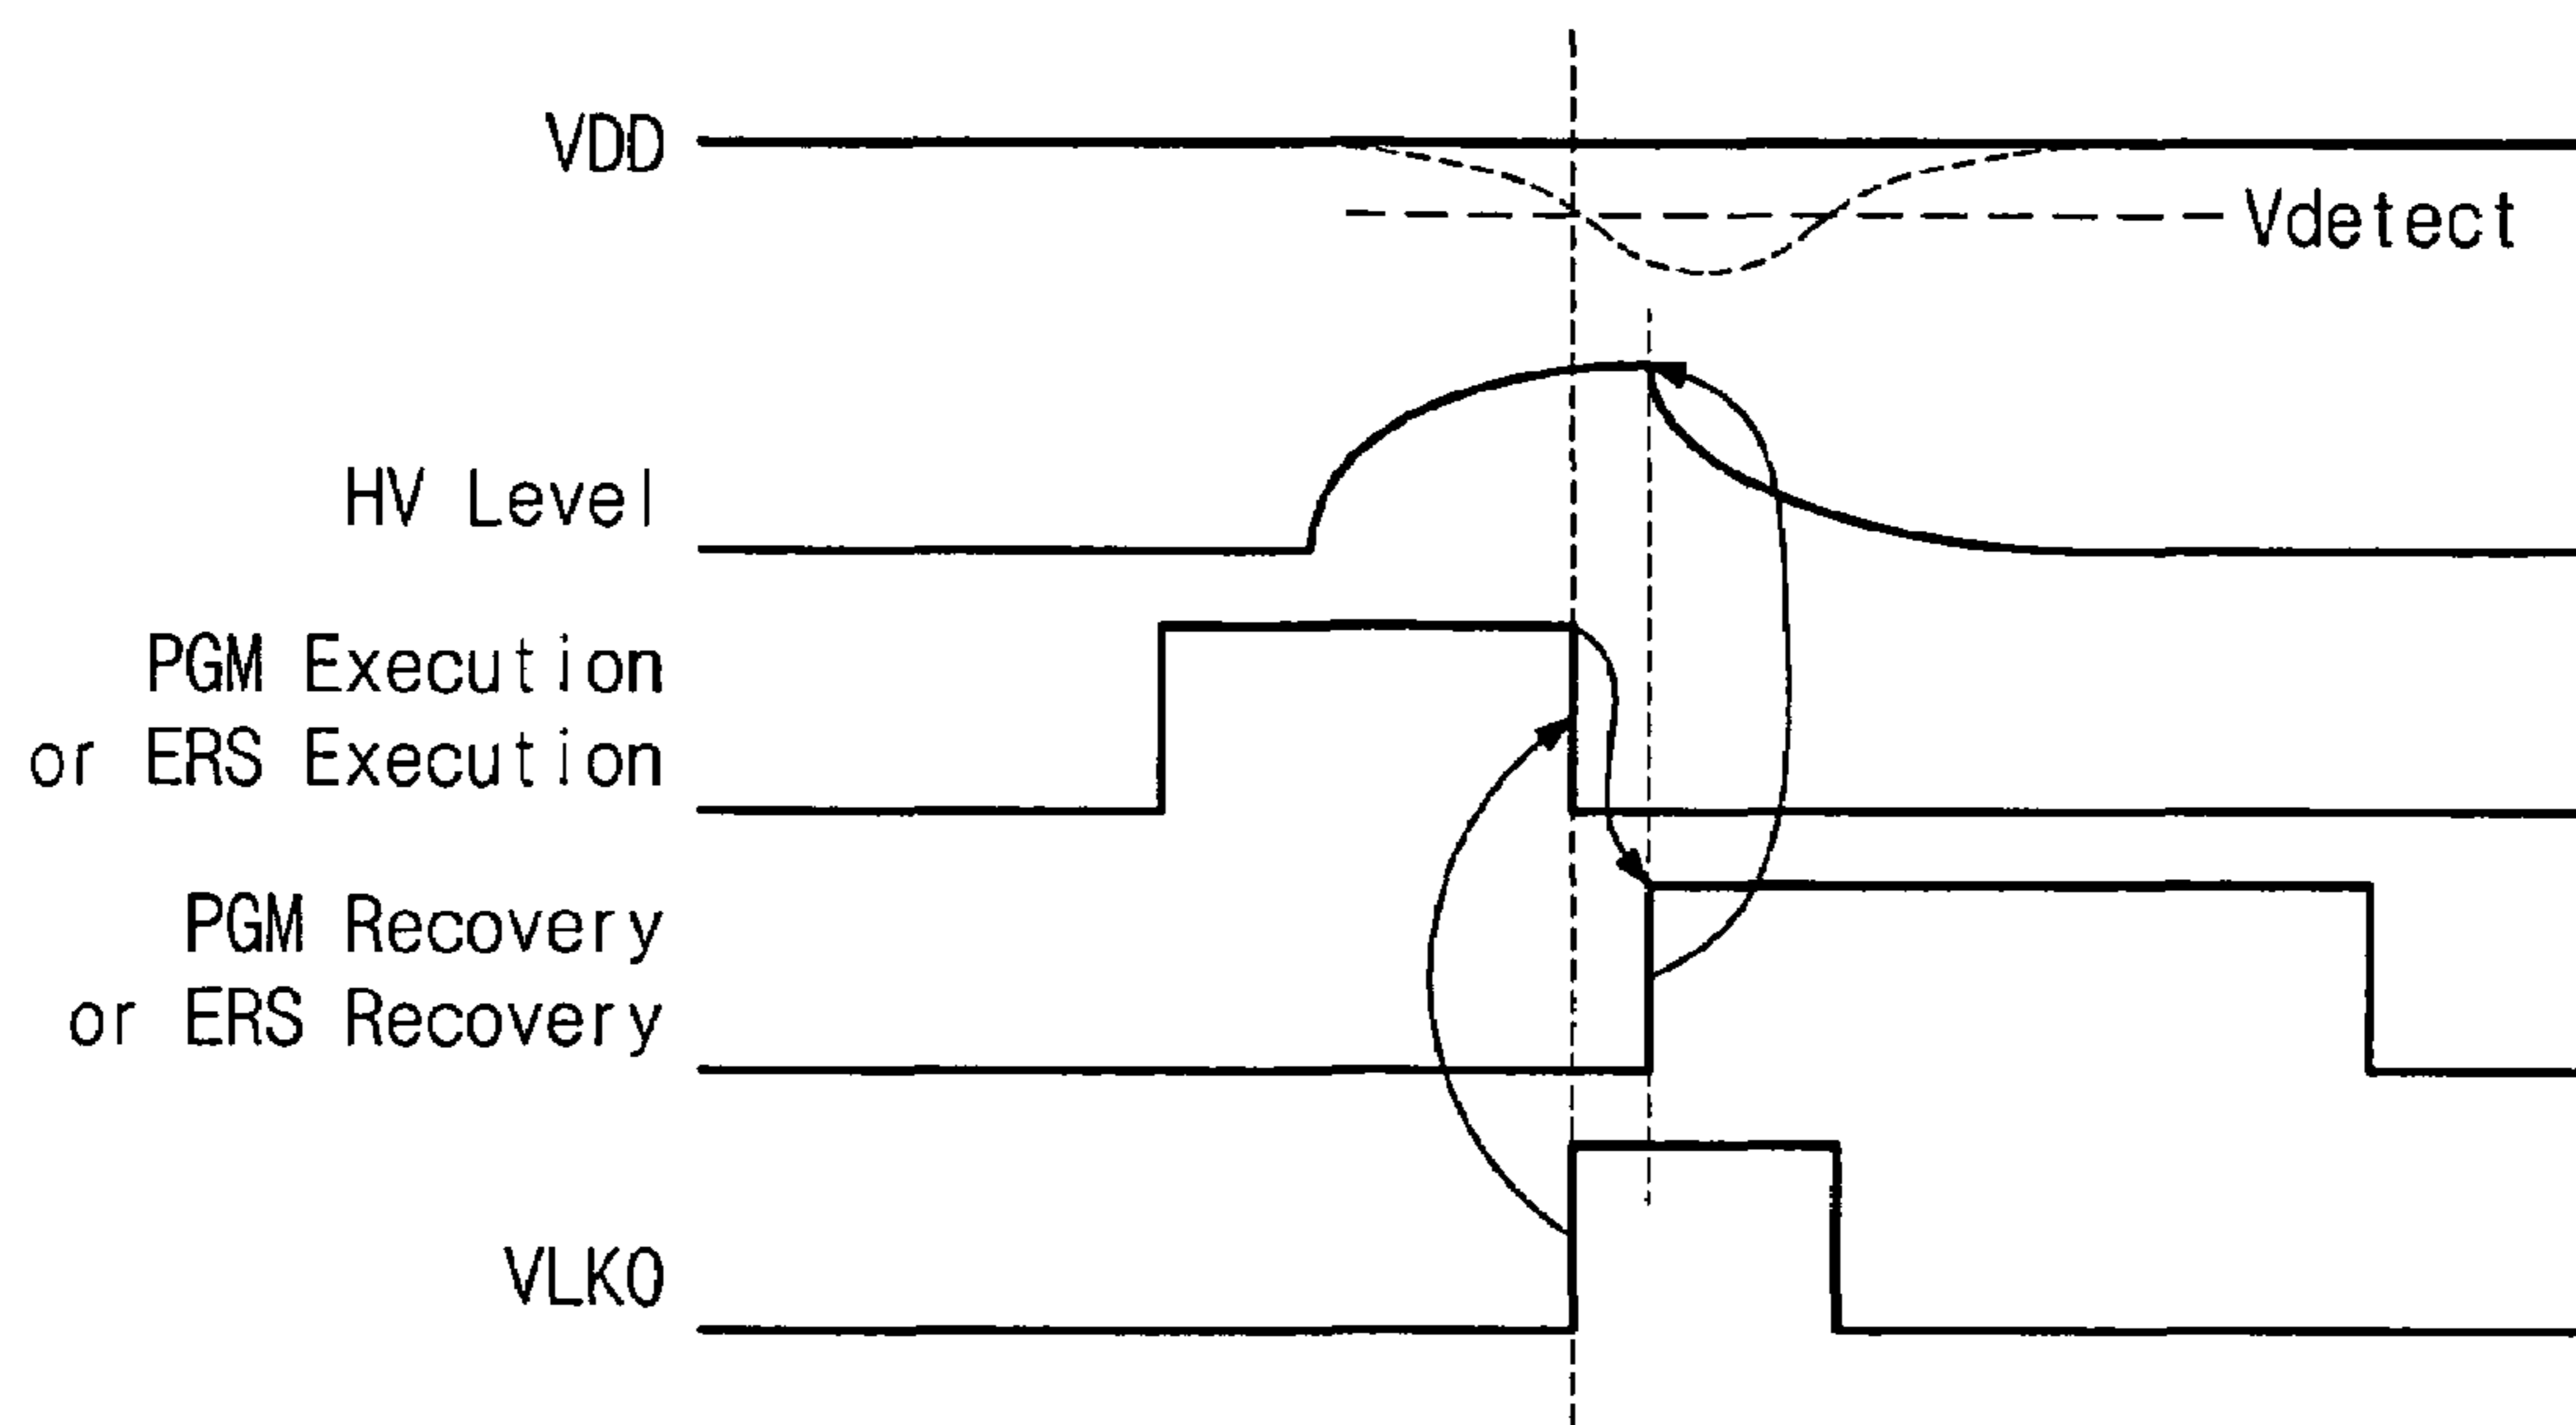 VDD
Vdetect
HV Level
PGM Execution
or ERS Execution
PGM Recovery
or ERS Recovery
VLKO